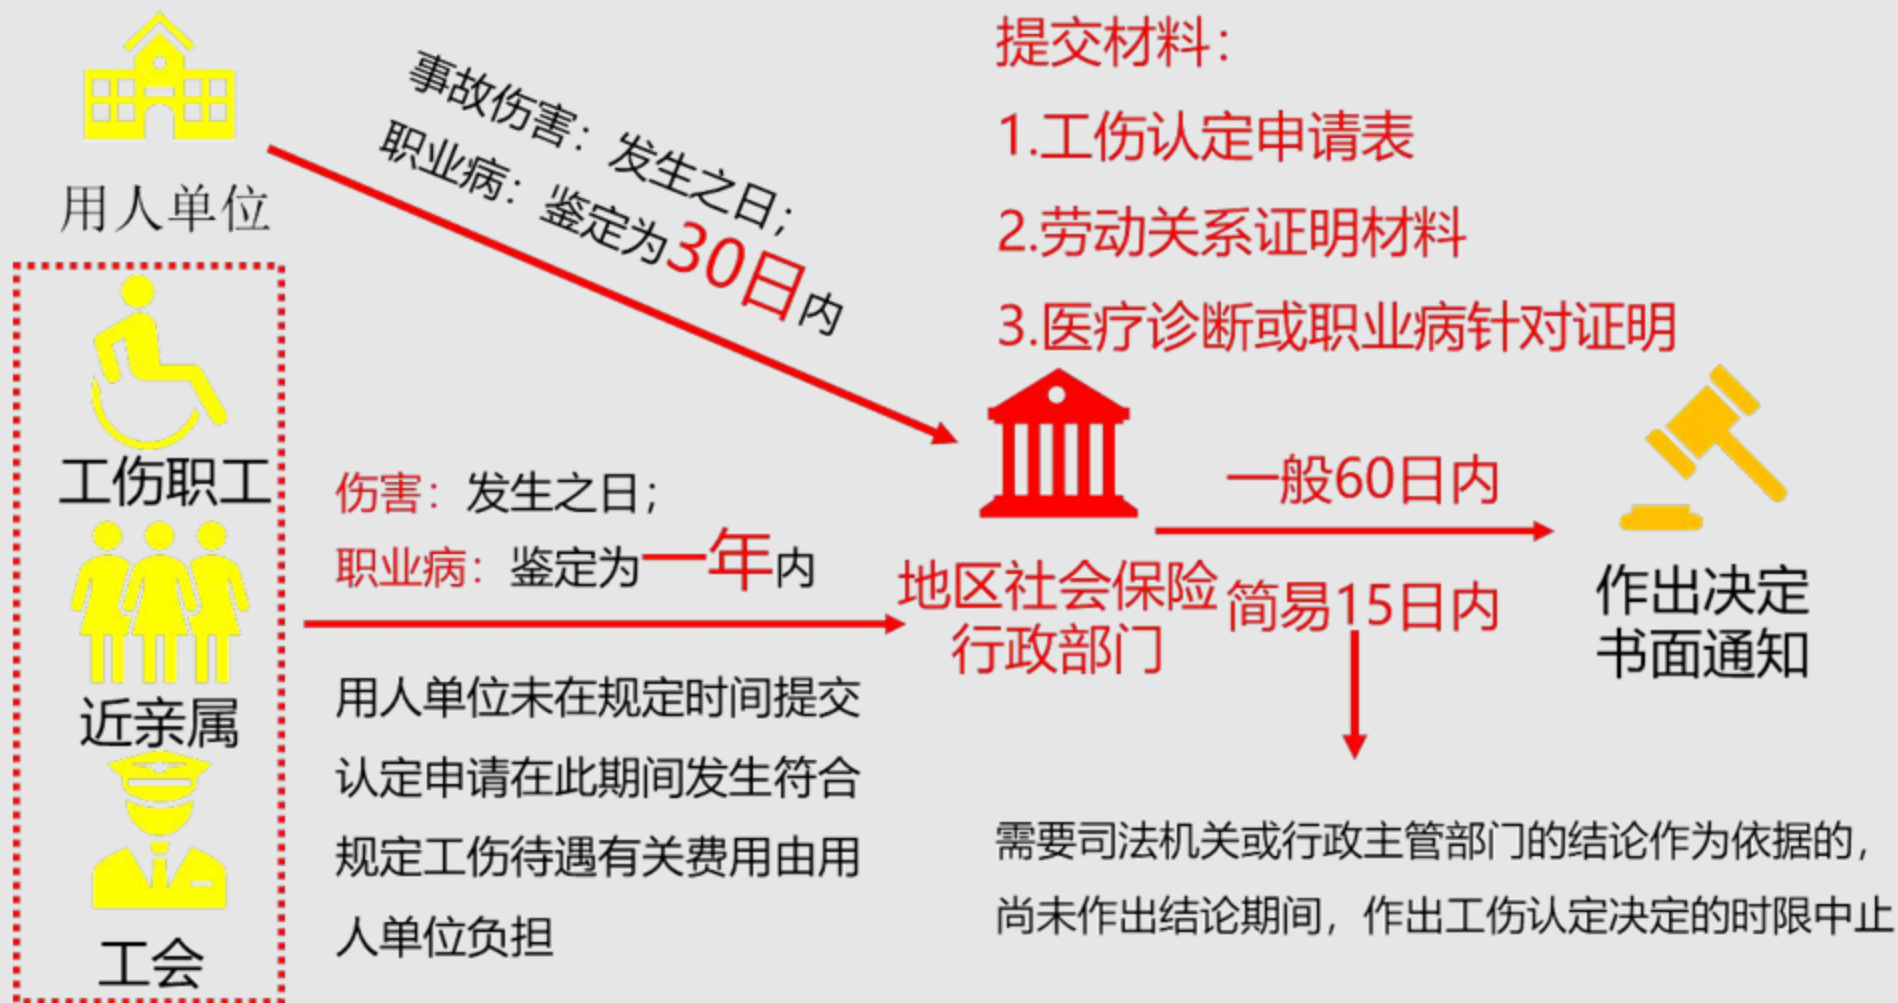 用人单位
事故伤害：发生之日；
职业病：鉴定为30日内
提交材料：
1.工伤认定申请表
2.劳动关系证明材料
3.医疗诊断或职业病针对证明
工伤职工
近亲属
工会
伤害：发生之日；
职业病：鉴定为一年内
用人单位未在规定时间提交
认定申请在此期间发生符合
规定工伤待遇有关费用由用
人单位负担
地区社会保险
行政部门
一般60日内
简易15日内
作出决定
书面通知
需要司法机关或行政主管部门的结论作为依据的，
尚未作出结论期间，作出工伤认定决定的时限中止